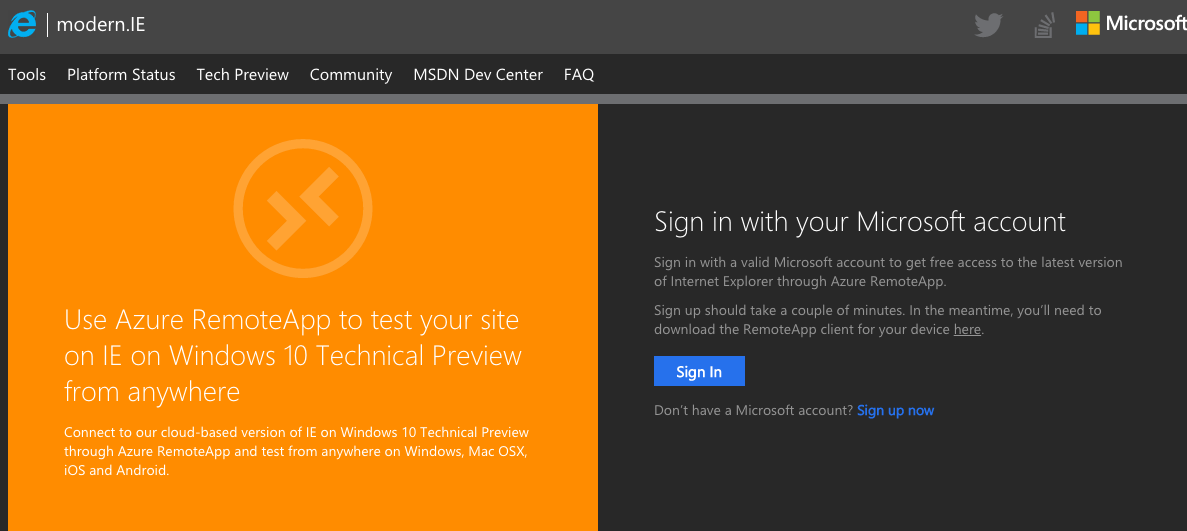 modern.IE
Microsoft
Tools Platform Status Tech Preview Community MSDN Dev Center FAQ
Use Azure RemoteApp to test your site
on IE on Windows 10 Technical Preview
from anywhere
Connect to our cloud-based version of IE on Windows 10 Technical Preview
through Azure RemoteApp and test from anywhere on Windows, Mac OSX,
iOS and Android.
Sign in with your Microsoft account
Sign in with a valid Microsoft account to get free access to the latest version
of Internet Explorer through Azure RemoteApp.
Sign up should take a couple of minutes. In the meantime, you’ll need to
download the RemoteApp client for your device here.
Sign In
Don’t have a Microsoft account? Sign up now